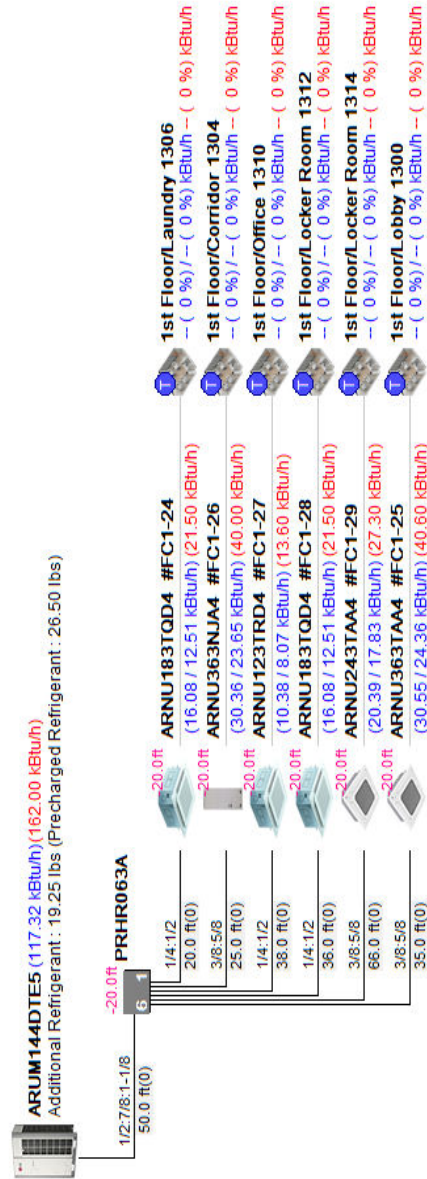 ARUM144DTE5 (117.32 kBtu/h)(162.00 kBtu/h)
Additional Refrigerant : 19.25 lbs (Precharged Refrigerant : 26.50 lbs)
1/2:7/8:1-1/8
50.0 ft(0)
-20.0ft PRHR063A
6 1
1/4:1/2
20.0 ft(0)
-20.0ft
ARNU183TQD4 #FC1-24
(16.08 / 12.51 kBtu/h) (21.50 kBtu/h)
T
1st Floor/Laundry 1306
-- ( 0 %) / -- ( 0 %) kBtu/h -- ( 0 %) kBtu/h
3/8:5/8
25.0 ft(0)
-20.0ft
ARNU363NJA4 #FC1-26
(30.36 / 23.65 kBtu/h) (40.00 kBtu/h)
T
1st Floor/Corridor 1304
-- ( 0 %) / -- ( 0 %) kBtu/h -- ( 0 %) kBtu/h
1/4:1/2
38.0 ft(0)
-20.0ft
ARNU123TRD4 #FC1-27
(10.38 / 8.07 kBtu/h) (13.60 kBtu/h)
T
1st Floor/Office 1310
-- ( 0 %) / -- ( 0 %) kBtu/h -- ( 0 %) kBtu/h
1/4:1/2
36.0 ft(0)
-20.0ft
ARNU183TQD4 #FC1-28
(16.08 / 12.51 kBtu/h) (21.50 kBtu/h)
T
1st Floor/Locker Room 1312
-- ( 0 %) / -- ( 0 %) kBtu/h -- ( 0 %) kBtu/h
3/8:5/8
66.0 ft(0)
-20.0ft
ARNU243TAA4 #FC1-29
(20.39 / 17.83 kBtu/h) (27.30 kBtu/h)
T
1st Floor/Locker Room 1314
-- ( 0 %) / -- ( 0 %) kBtu/h -- ( 0 %) kBtu/h
3/8:5/8
35.0 ft(0)
-20.0ft
ARNU363TAA4 #FC1-25
(30.55 / 24.36 kBtu/h) (40.60 kBtu/h)
T
1st Floor/Lobby 1300
-- ( 0 %) / -- ( 0 %) kBtu/h -- ( 0 %) kBtu/h